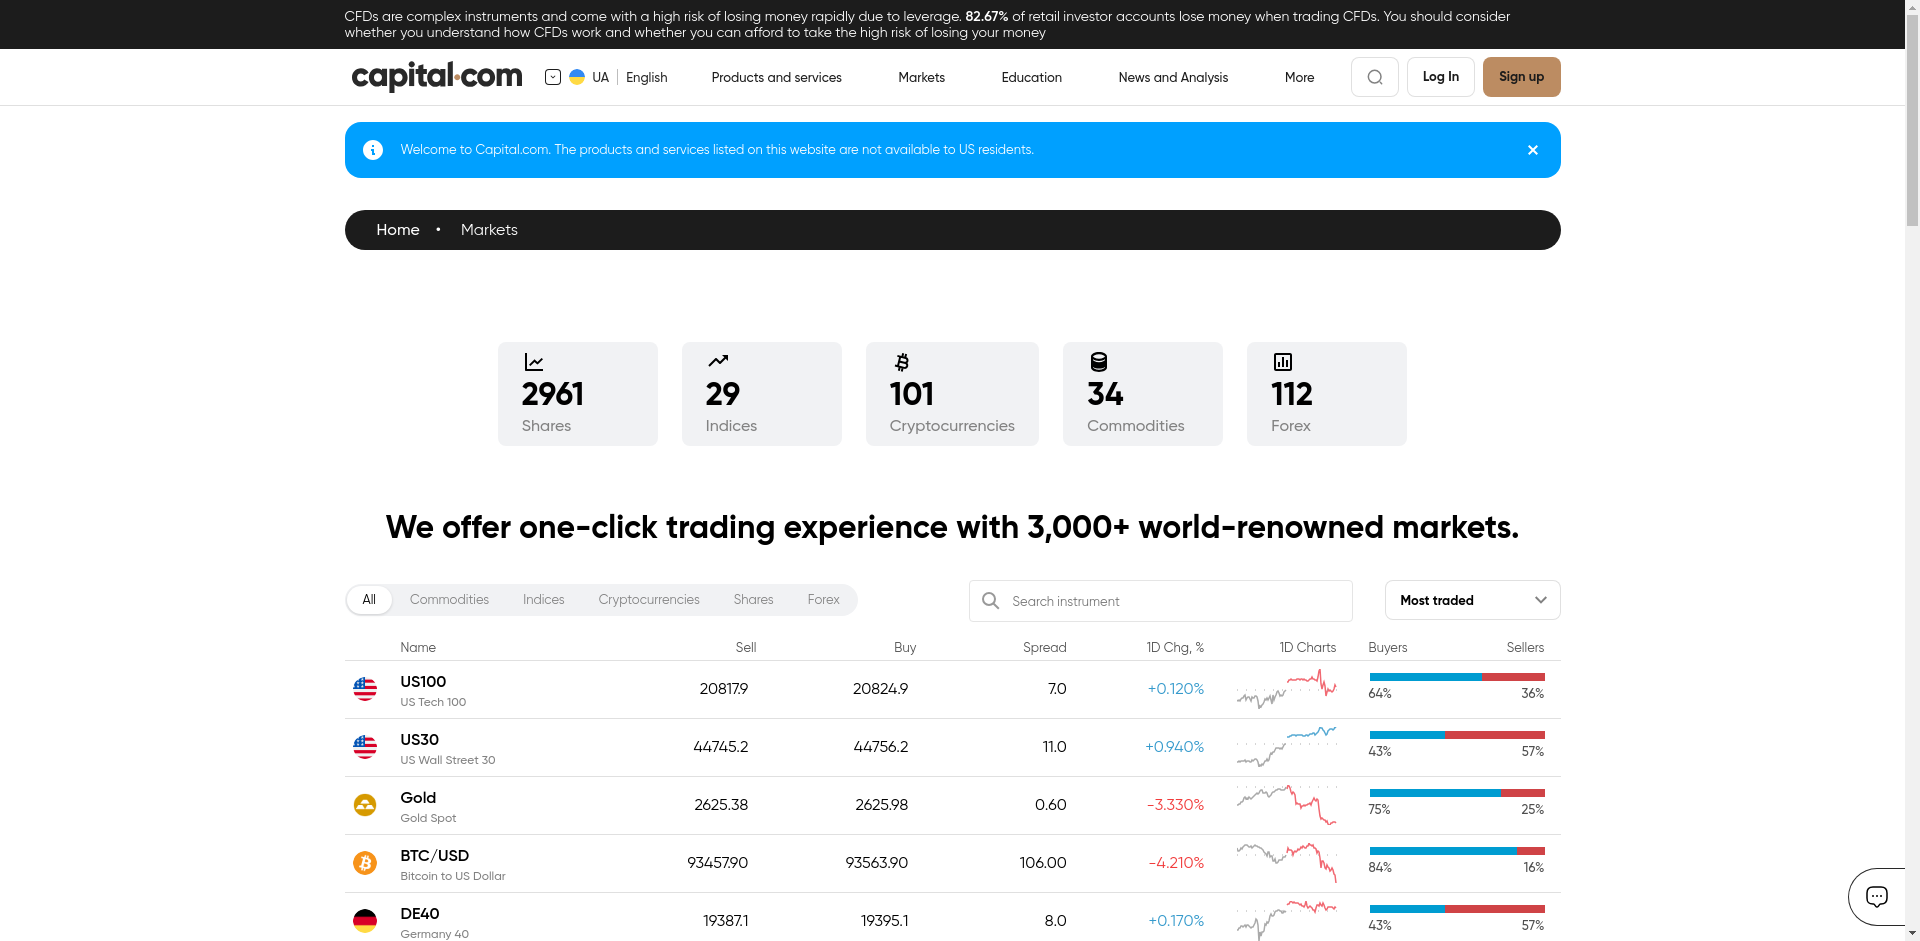 CFDs are complex instruments and come with a high risk of losing money rapidly due to leverage. 82.67% of retail investor accounts lose money when trading CFDs. You should consider
whether you understand how CFDs work and whether you can afford to take the high risk of losing your money
capital.com UA English Products and services Markets Education News and Analysis More Log In Sign up
Welcome to Capital.com. The products and services listed on this website are not available to US residents.
Home • Markets
2961 29 101 34 112
Shares Indices Cryptocurrencies Commodities Forex
We offer one-click trading experience with 3,000+ world-renowned markets.
All Commodities Indices Cryptocurrencies Shares Forex Search instrument Most traded
Name Sell Buy Spread 1D Chg, % 1D Charts Buyers Sellers
US100 20817.9 20824.9 7.0 +0.120%
US Tech 100 64% 36%
US30 44745.2 44756.2 11.0 +0.940%
US Wall Street 30 43% 57%
Gold 2625.38 2625.98 0.60 -3.330%
Gold Spot 75% 25%
BTC/USD 93457.90 93563.90 106.00 -4.210%
Bitcoin to US Dollar 84% 16%
DE40 19387.1 19395.1 8.0 +0.170%
Germany 40 43% 57%